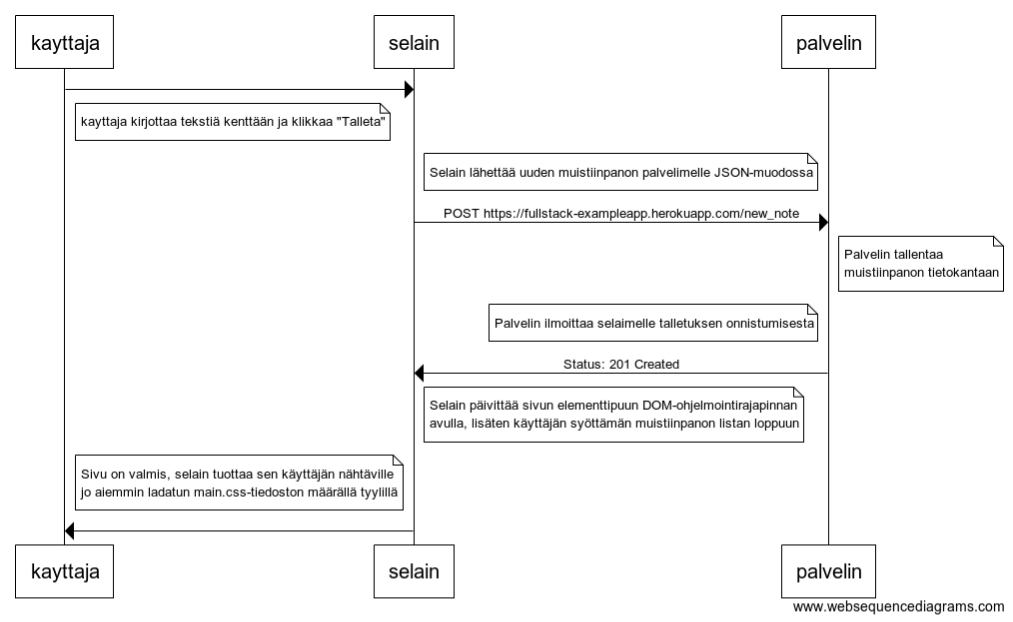 kayttaja
selain
palvelin
kayttaja kirjottaa tekstiä kenttään ja klikkaa "Talleta"
Selain lähettää uuden muistiinpanon palvelimelle JSON-muodossa
POST https://fullstack-exampleapp.herokuapp.com/new_note
Palvelin tallentaa
muistiinpanon tietokantaan
Palvelin ilmoittaa selaimelle talletuksen onnistumisesta
Status: 201 Created
Selain päivittää sivun elementtipuun DOM-ohjelmointirajapinnan
avulla, lisäten käyttäjän syöttämän muistiinpanon listan loppuun
Sivu on valmis, selain tuottaa sen käyttäjän nähtäville
jo aiemmin ladatun main.css-tiedoston määrällä tyylillä
kayttaja
selain
palvelin
www.websequencediagrams.com